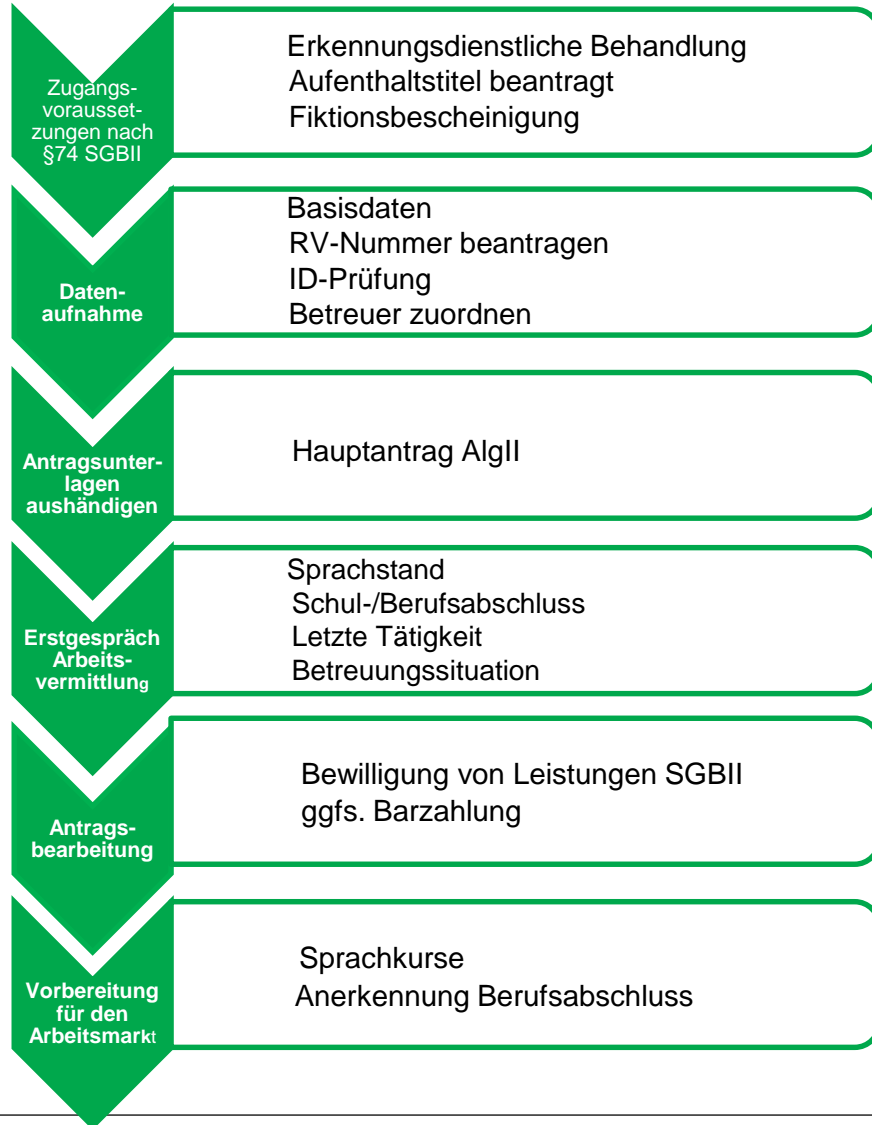 Zugangs-
vorausset-
zungen nach
§74 SGBII
Erkennungsdienstliche Behandlung
Aufenthaltstitel beantragt
Fiktionsbescheinigung
Daten-
aufnahme
Basisdaten
RV-Nummer beantragen
ID-Prüfung
Betreuer zuordnen
Antragsunter-
lagen
aushändigen
Hauptantrag AlgII
Erstgespräch
Arbeits-
vermittlung
Sprachstand
Schul-/Berufsabschluss
Letzte Tätigkeit
Betreuungssituation
Antrags-
bearbeitung
Bewilligung von Leistungen SGBII
ggfs. Barzahlung
Vorbereitung
für den
Arbeitsmarkt
Sprachkurse
Anerkennung Berufsabschluss